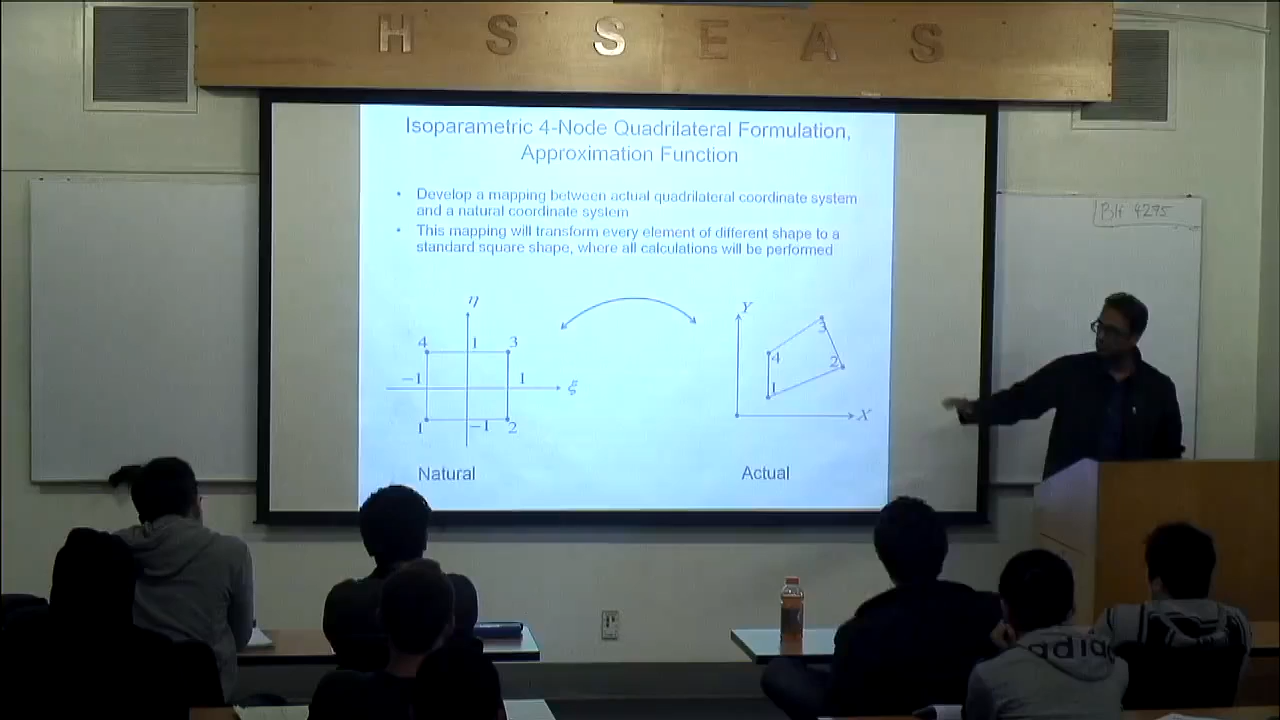 HSSEAS
Isoparametric 4-Node Quadrilateral Formulation,
Approximation Function
• Develop a mapping between actual quadrilateral coordinate system
and a natural coordinate system
• This mapping will transform every element of different shape to a
standard square shape, where all calculations will be performed
η
4 1 3
−1 1 ξ
1 −1 2
Natural
Y
3
4
2
1
X
Actual
4295
adidas